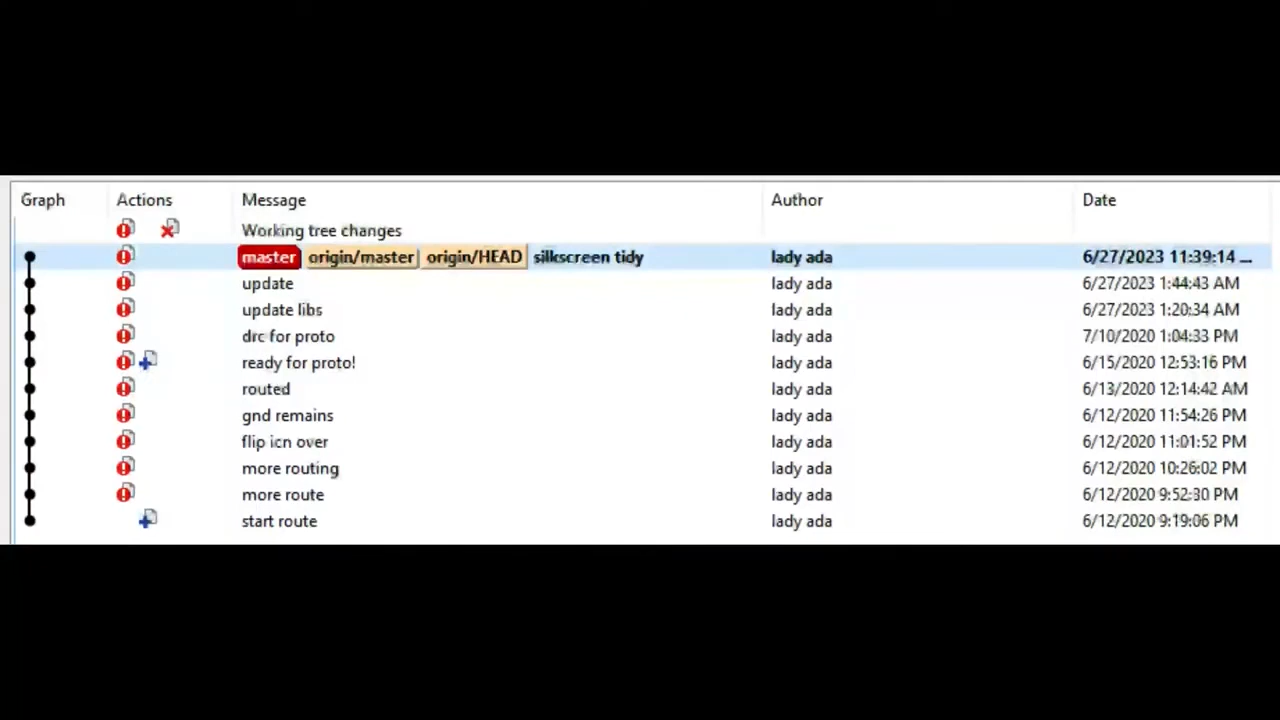 Graph Actions Message Author Date
Working tree changes
master origin/master origin/HEAD silkscreen tidy lady ada 6/27/2023 11:39:14 ...
update lady ada 6/27/2023 1:44:43 AM
update libs lady ada 6/27/2023 1:20:34 AM
drc for proto lady ada 7/10/2020 1:04:33 PM
ready for proto! lady ada 6/15/2020 12:53:16 PM
routed lady ada 6/13/2020 12:14:42 AM
gnd remains lady ada 6/12/2020 11:54:26 PM
flip icn over lady ada 6/12/2020 11:01:52 PM
more routing lady ada 6/12/2020 10:26:02 PM
more route lady ada 6/12/2020 9:52:30 PM
start route lady ada 6/12/2020 9:19:06 PM